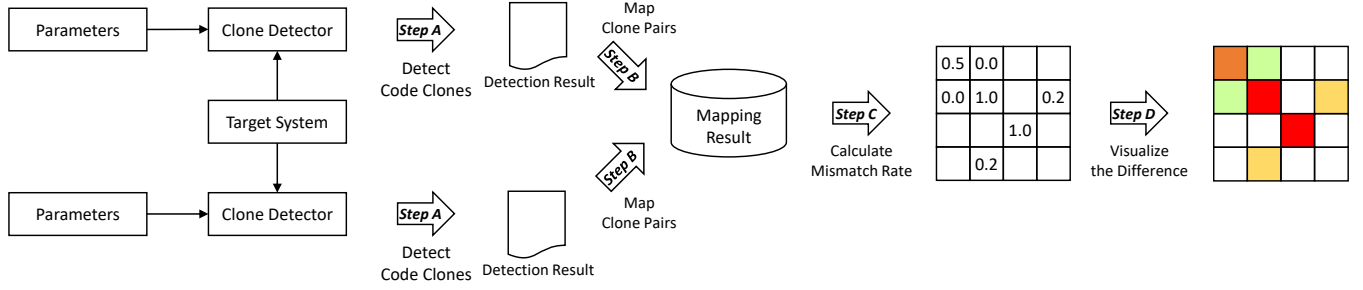 Parameters
Clone Detector
Step A
Detect
Code Clones
Detection Result
Map
Clone Pairs
Step B
Target System
Parameters
Clone Detector
Step A
Detect
Code Clones
Detection Result
Step B
Map
Clone Pairs
Mapping
Result
Step C
Calculate
Mismatch Rate
0.5 0.0
0.0 1.0 0.2
1.0
0.2
Step D
Visualize
the Difference